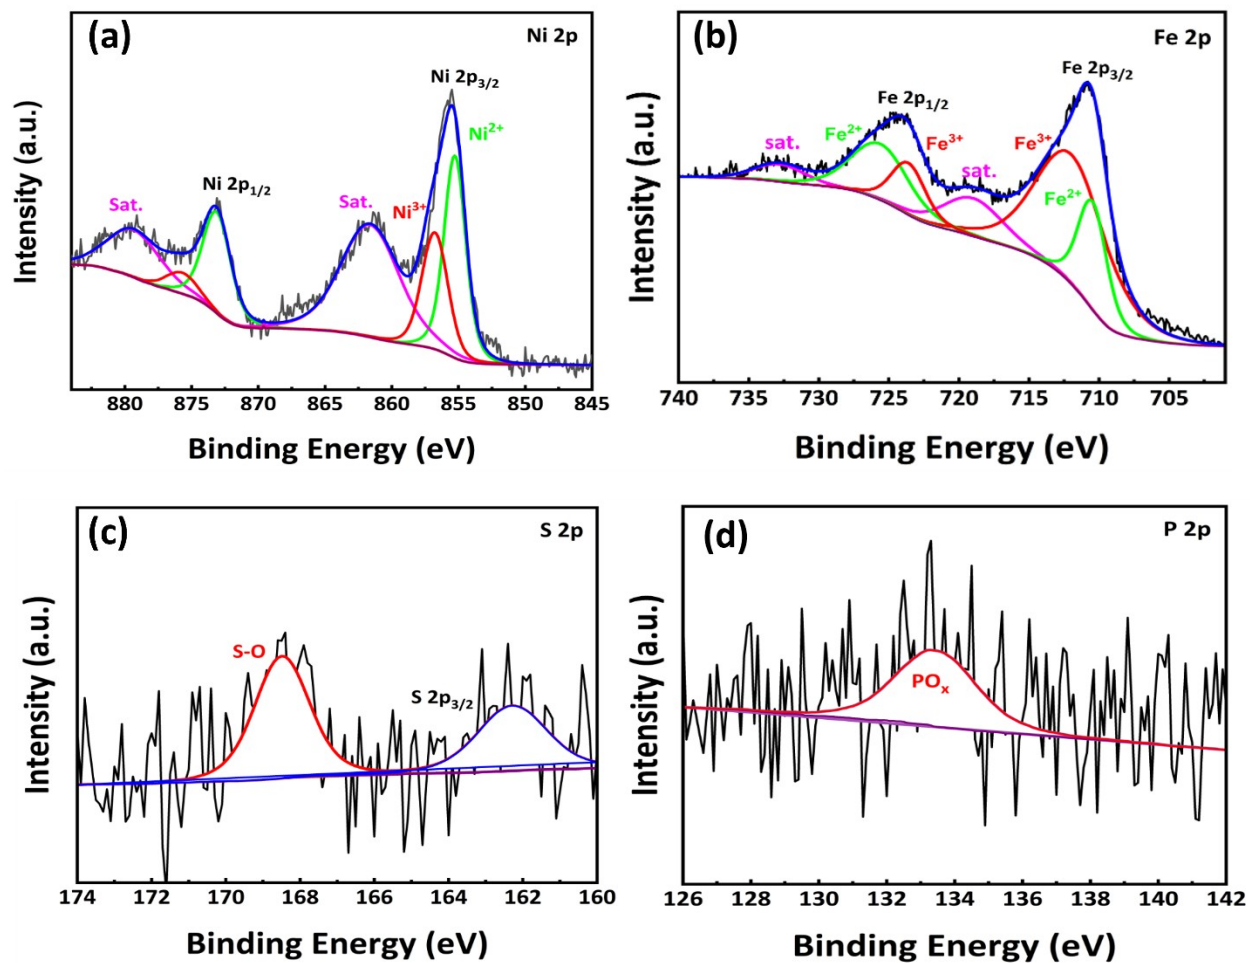 (a)
Ni 2p
Ni 2p3/2
Ni2+
Ni 2p1/2
Sat.
Sat.
Ni3+
Intensity (a.u.)
880 875 870 865 860 855 850 845
Binding Energy (eV)
(b)
Fe 2p
Fe 2p3/2
Fe 2p1/2
sat.
Fe2+
Fe3+
sat.
Fe3+
Fe2+
Intensity (a.u.)
740 735 730 725 720 715 710 705
Binding Energy (eV)
(c)
S 2p
S-O
S 2p3/2
Intensity (a.u.)
174 172 170 168 166 164 162 160
Binding Energy (eV)
(d)
P 2p
POx
Intensity (a.u.)
126 128 130 132 134 136 138 140 142
Binding Energy (eV)